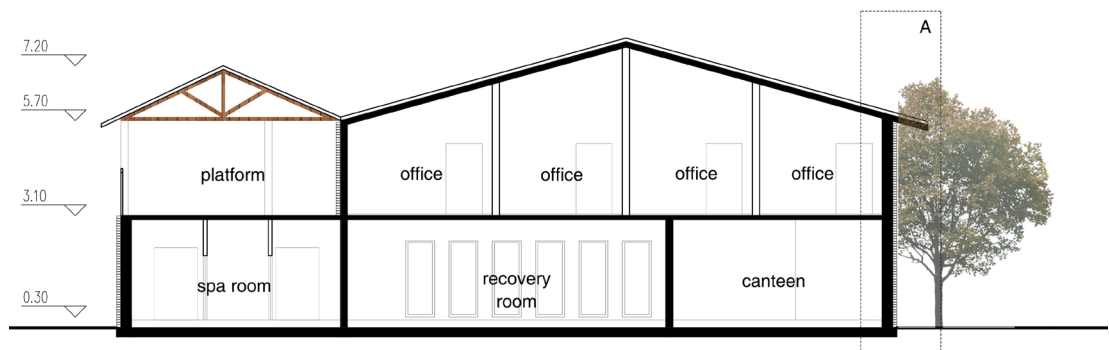 A
7.20
5.70
platform
office
office
office
office
3.10
spa room
recovery
room
canteen
0.30